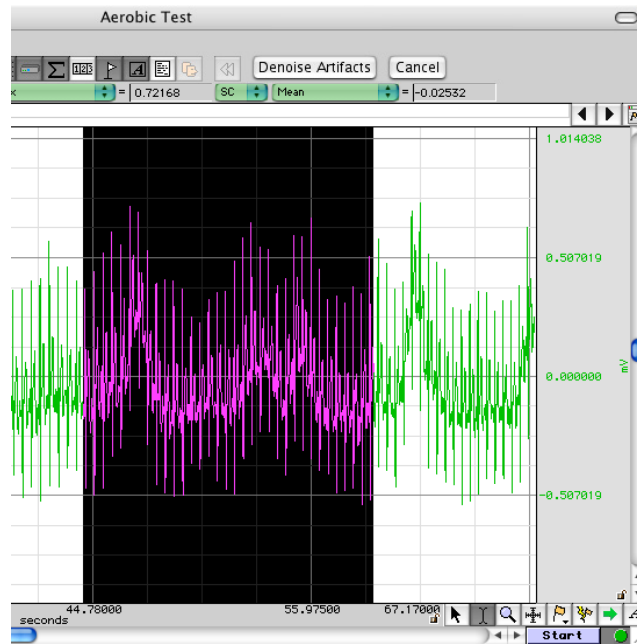 Aerobic Test
Denoise Artifacts Cancel
= 0.72168 SC Mean = -0.02532
1.014038
0.507019
0.000000
mV
-0.507019
44.78000 55.97500 67.17000
seconds
Start